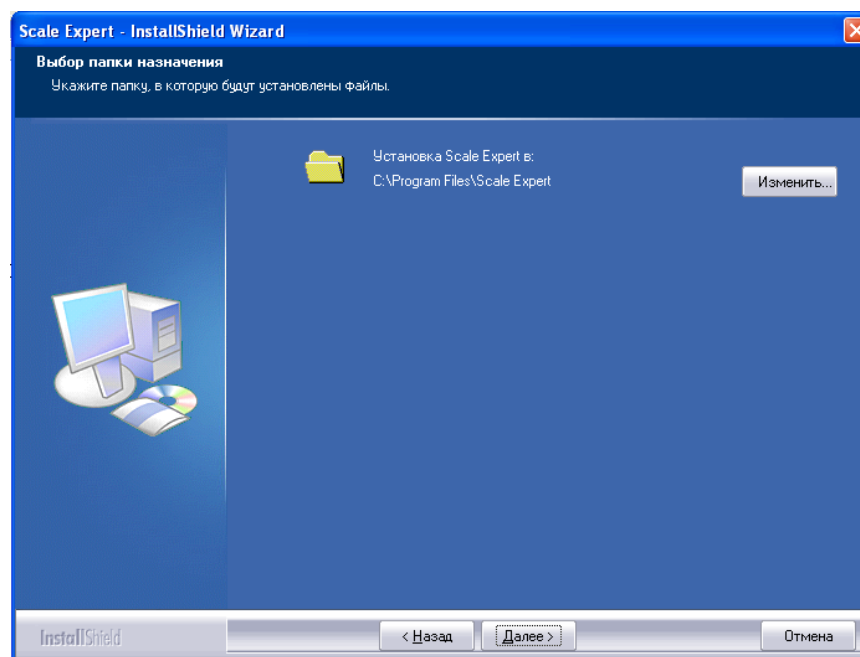 Scale Expert - InstallShield Wizard
Выбор папки назначения
Укажите папку, в которую будут установлены файлы.
Установка Scale Expert в:
C:\Program Files\Scale Expert
Изменить...
InstallShield
< Назад
Далее >
Отмена